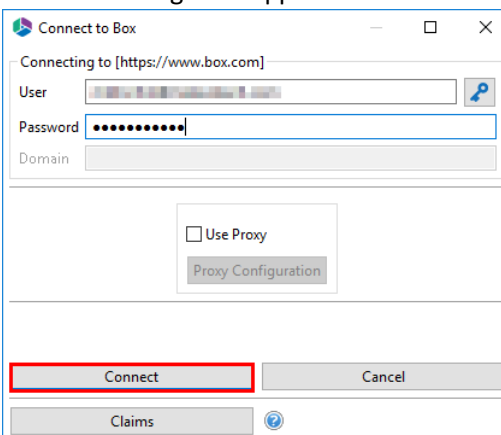 Connect to Box
Connecting to [https://www.box.com]
User
Password ●●●●●●●●●●●
Domain
Use Proxy
Proxy Configuration
Connect Cancel
Claims